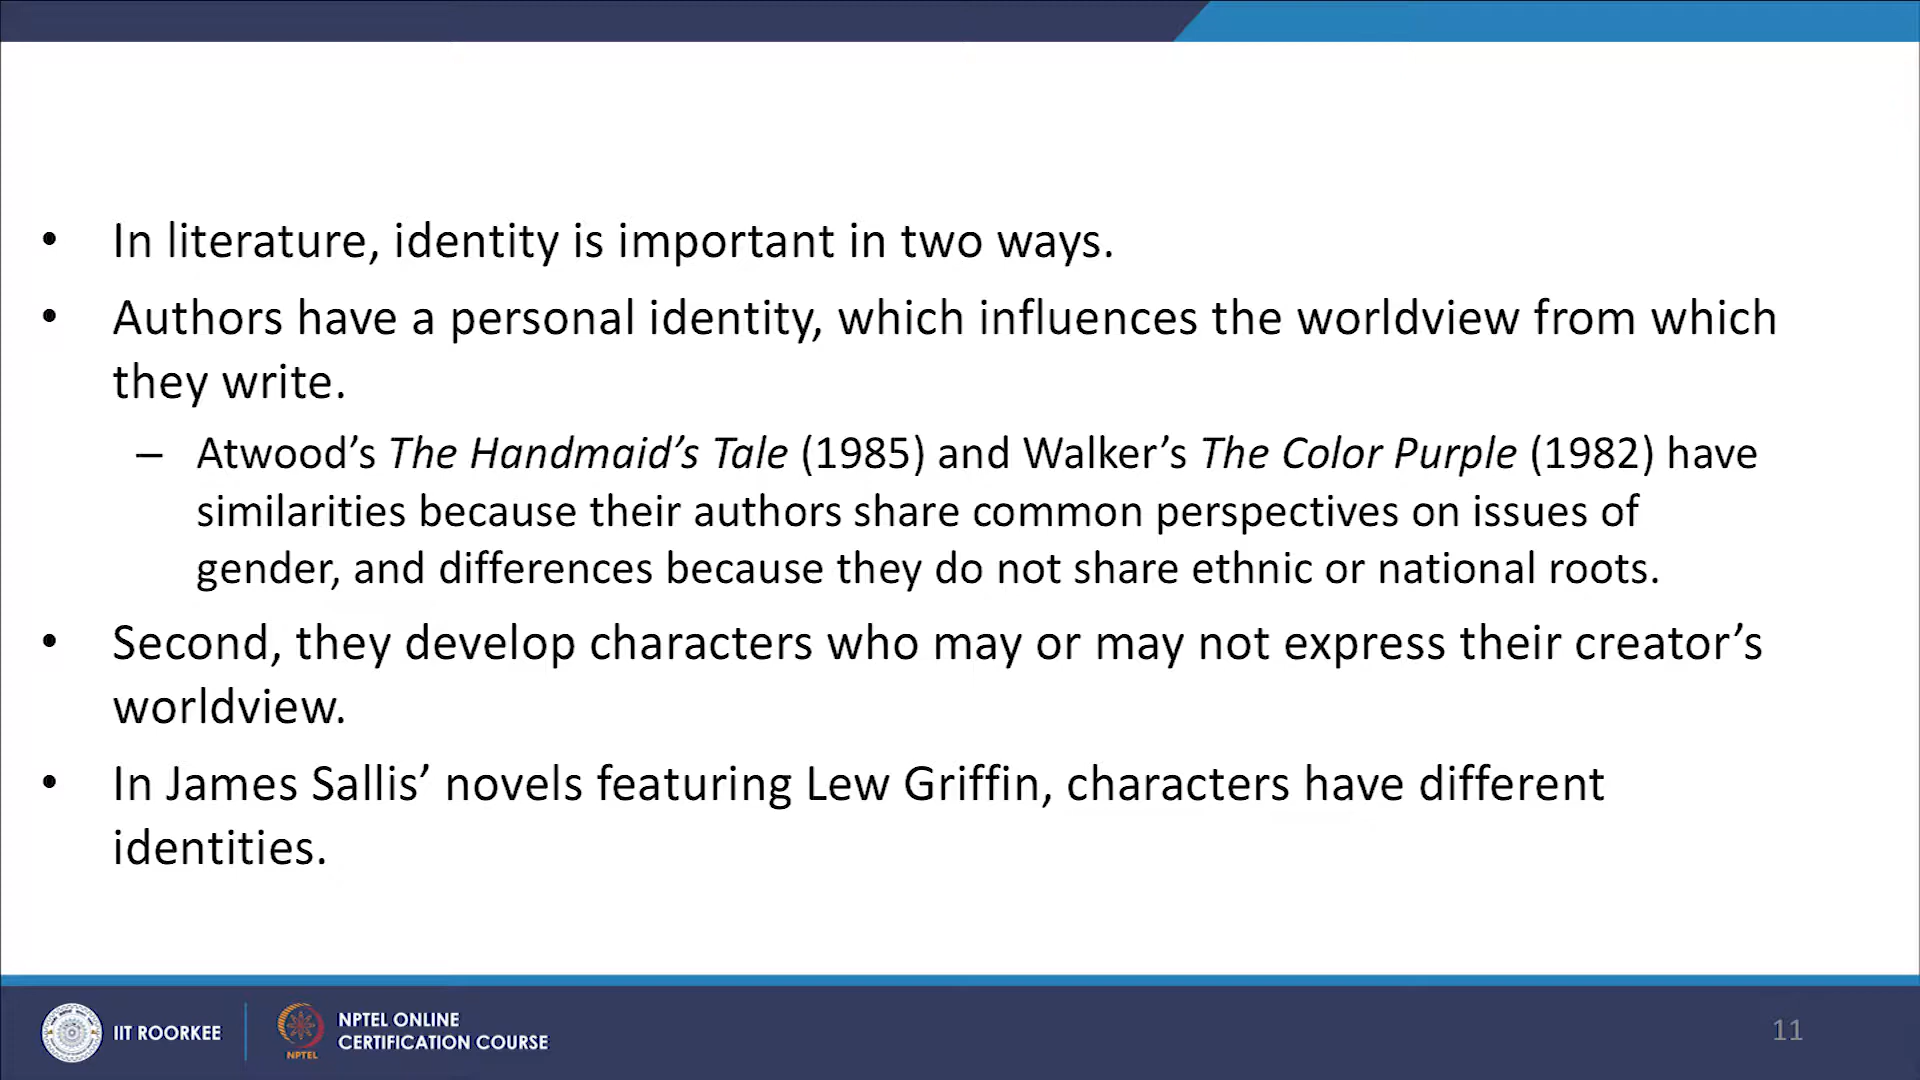 • In literature, identity is important in two ways.
• Authors have a personal identity, which influences the worldview from which
they write.
– Atwood’s The Handmaid’s Tale (1985) and Walker’s The Color Purple (1982) have
similarities because their authors share common perspectives on issues of
gender, and differences because they do not share ethnic or national roots.
• Second, they develop characters who may or may not express their creator’s
worldview.
• In James Sallis’ novels featuring Lew Griffin, characters have different
identities.
IIT ROORKEE
NPTEL
NPTEL ONLINE
CERTIFICATION COURSE
11